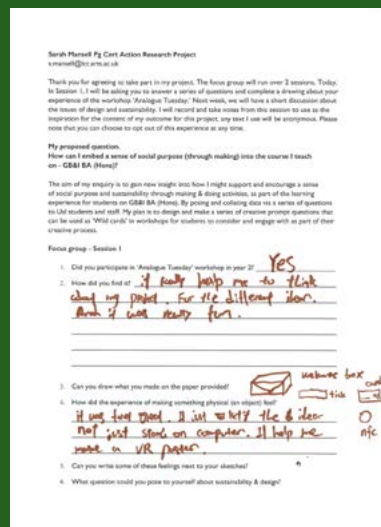 Sarah Mansell Pg Cert Action Research Project
s.mansell@lcc.arts.ac.uk
Thank you for agreeing to take part in my project. The focus group will run over 2 sessions. Today,
In Session 1, I will be asking you to answer a series of questions and complete a drawing about your
experience of the workshop 'Analogue Tuesday.' Next week, we will have a short discussion about
the issues of design and sustainability. I will record and take notes from this session to use as the
inspiration for the content of my outcome for this project, any text I use will be anonymous. Please
note that you can choose to opt out of this experience at any time.
My proposed question.
How can I embed a sense of social purpose (through making) into the course I teach
on - GB&I BA (Hons)?
The aim of my enquiry is to gain new insight into how I might support and encourage a sense
of social purpose and sustainability through making & doing activities, as part of the learning
experience for students on GB&I BA (Hons). By posing and collating data via a series of questions
to UAL students and staff. My plan is to design and make a series of creative prompt questions that
can be used as 'Wild cards' in workshops for students to consider and engage with as part of their
creative process.
Focus group - Session 1
1. Did you participate in 'Analogue Tuesday' workshop in year 2? Yes
2. How did you find it? it really help me to think
about my project. For the different idea.
And it was really fun.
3. Can you draw what you made on the paper provided?
box
4. How did the experience of making something physical (an object) feel?
it was feel good. I just the idea
not just on computer. It help me
make a VR
nfc
5. Can you write some of these feelings next to your sketches?
6. What question could you pose to yourself about sustainability & design?